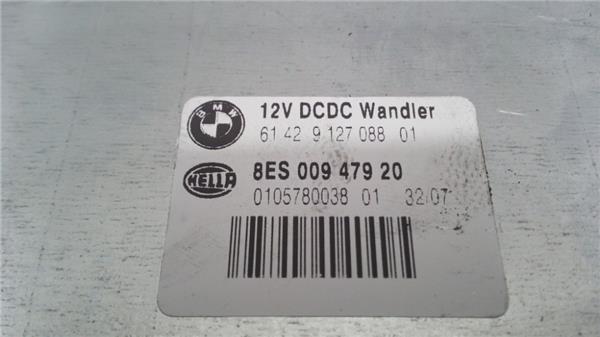 BMW
12V DCDC Wandler
61 42 9 127 088 01
HELLA
8ES 009 479 20
0105780038 01 32 07